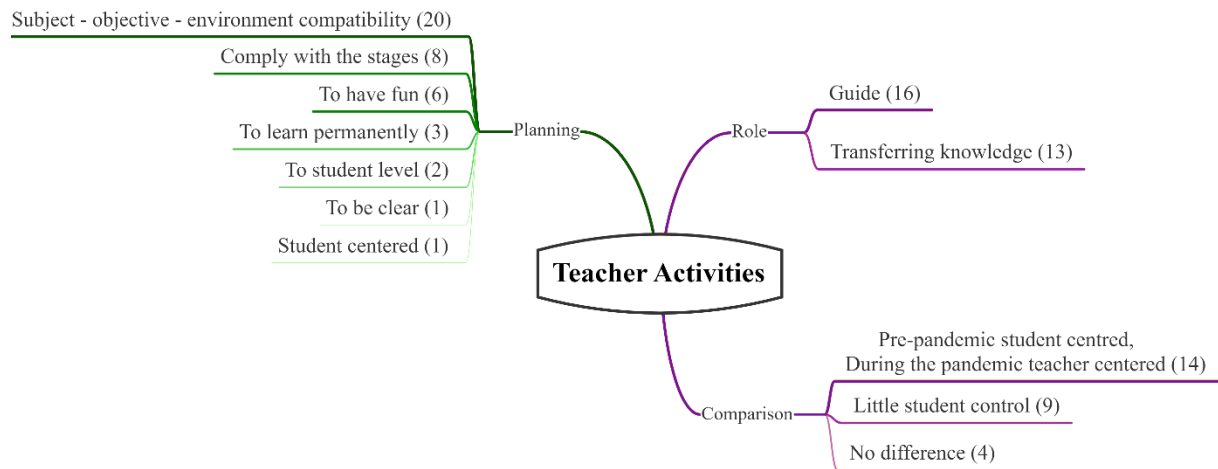 Subject - objective - environment compatibility (20)
Comply with the stages (8)
To have fun (6)
To learn permanently (3)
To student level (2)
To be clear (1)
Student centered (1)
Planning
Role
Guide (16)
Transferring knowledge (13)
Teacher Activities
Comparison
Pre-pandemic student centred,
During the pandemic teacher centered (14)
Little student control (9)
No difference (4)